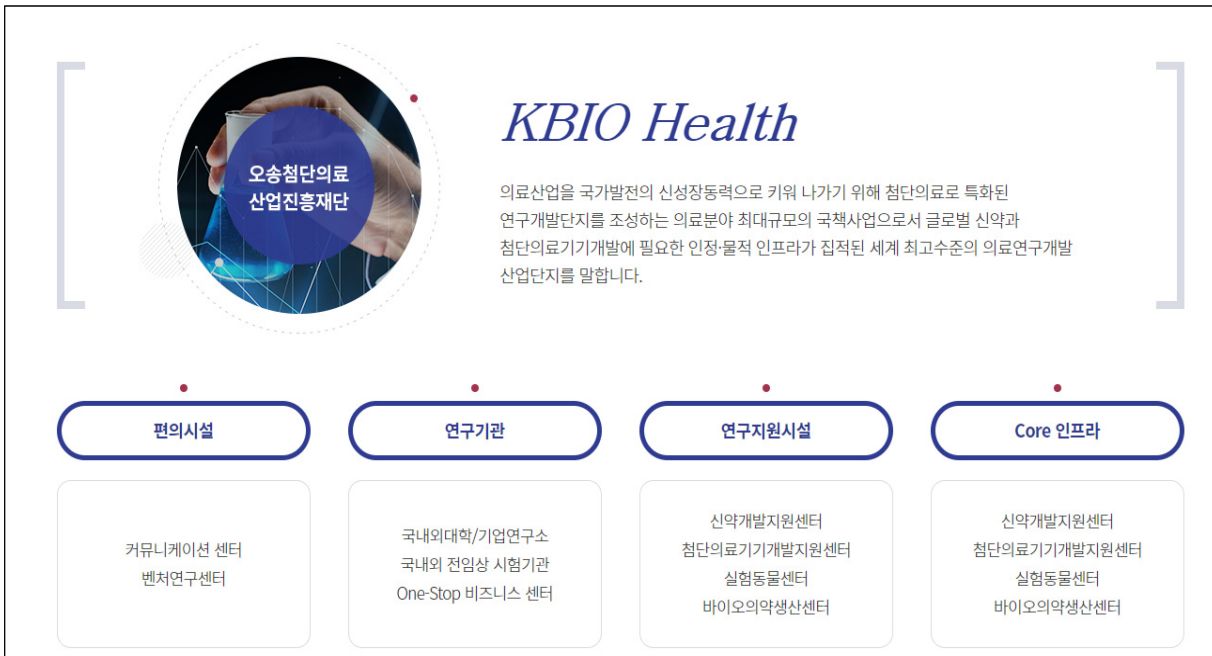 오송첨단의료
산업진흥재단
KBIO Health
의료산업을 국가발전의 신성장동력으로 키워 나가기 위해 첨단의료로 특화된
연구개발단지를 조성하는 의료분야 최대규모의 국책사업으로서 글로벌 신약과
첨단의료기기개발에 필요한 인정·물적 인프라가 집적된 세계 최고수준의 의료연구개발
산업단지를 말합니다.
편의시설
커뮤니케이션 센터
벤처연구센터
연구기관
국내외대학/기업연구소
국내외 전임상 시험기관
One-Stop 비즈니스 센터
연구지원시설
신약개발지원센터
첨단의료기기개발지원센터
실험동물센터
바이오의약생산센터
Core 인프라
신약개발지원센터
첨단의료기기개발지원센터
실험동물센터
바이오의약생산센터